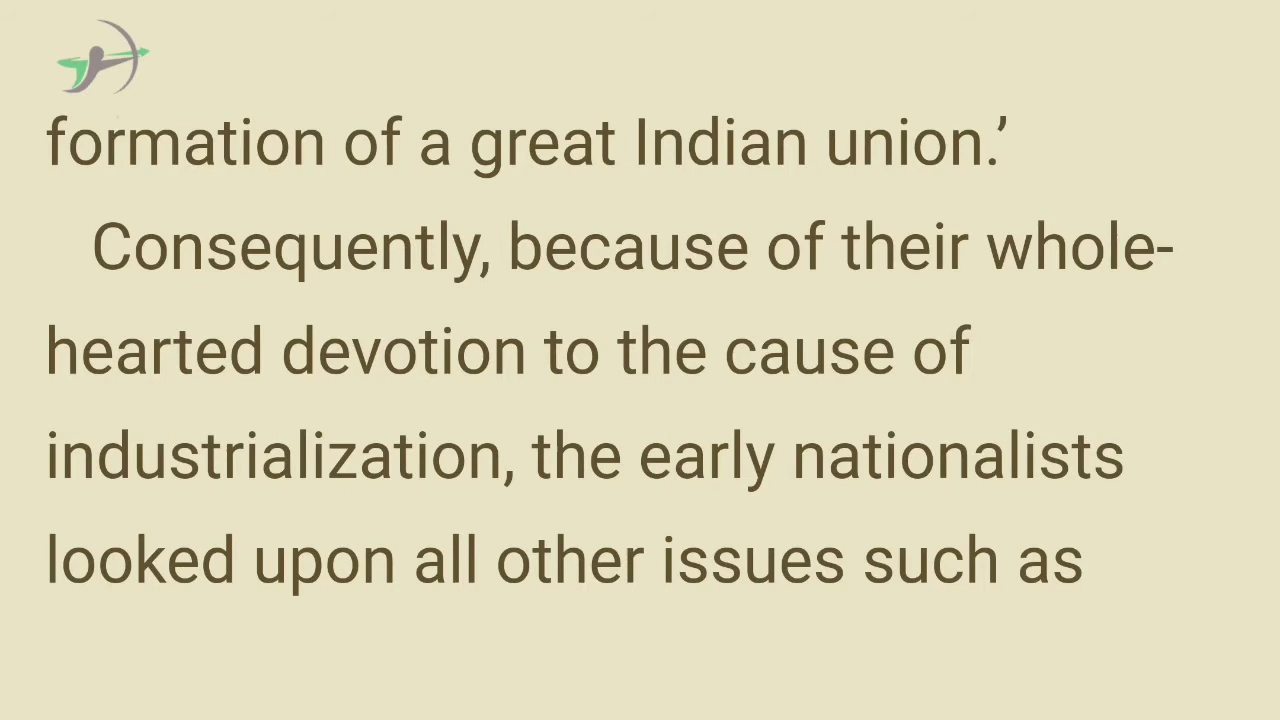 formation of a great Indian union.’
Consequently, because of their whole-
hearted devotion to the cause of
industrialization, the early nationalists
looked upon all other issues such as